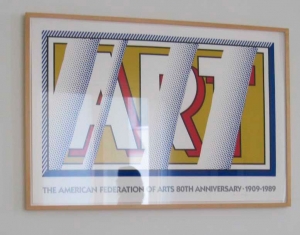 ART
THE AMERICAN FEDERATION OF ARTS 80TH ANNIVERSARY · 1909-1989